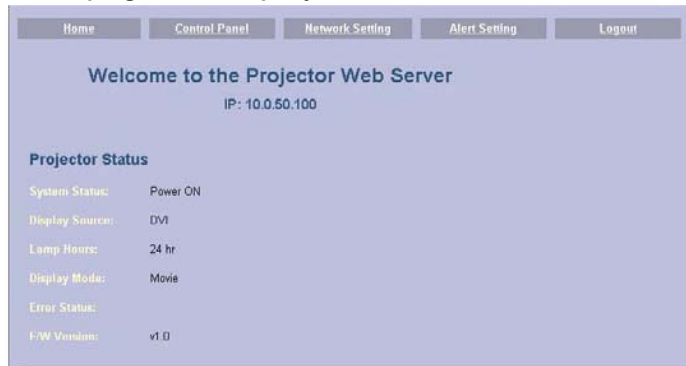 Home Control Panel Network Setting Alert Setting Logout
Welcome to the Projector Web Server
IP: 10.0.50.100
Projector Status
System Status: Power ON
Display Source: DVI
Lamp Hours: 24 hr
Display Mode: Movie
Error Status:
F/W Version: v1.0